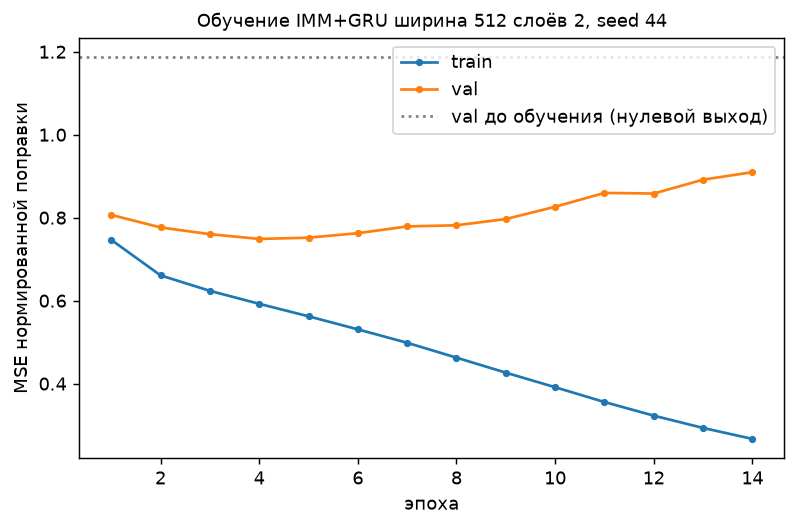 Обучение IMM+GRU ширина 512 слоёв 2, seed 44
MSE нормированной поправки
1.2
1.0
0.8
0.6
0.4
train
val
val до обучения (нулевой выход)
2 4 6 8 10 12 14
эпоха